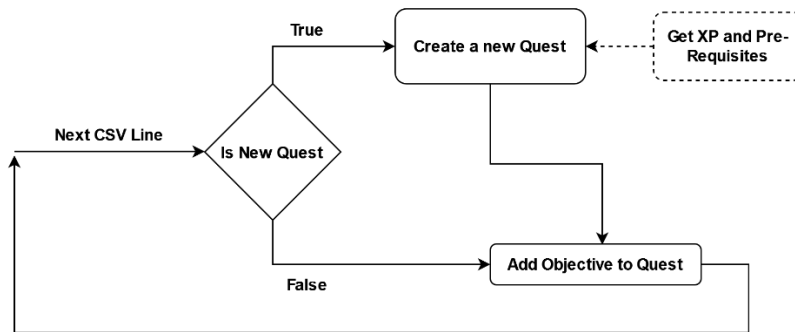 True
Create a new Quest
Get XP and Pre-
Requisites
Next CSV Line
Is New Quest
False
Add Objective to Quest